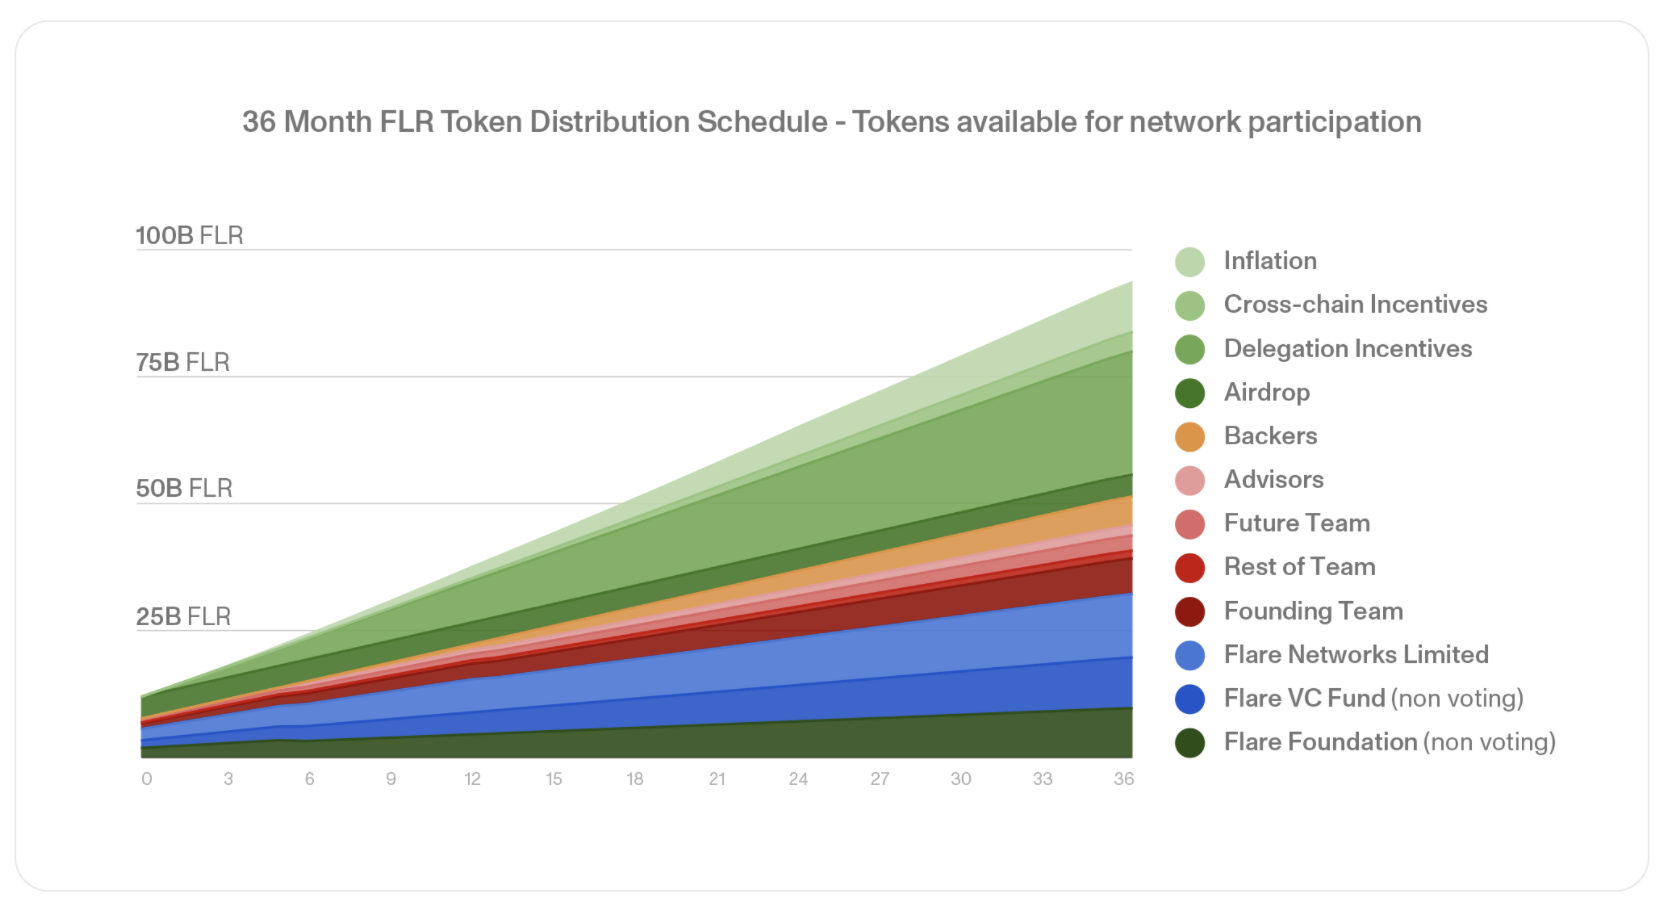 36 Month FLR Token Distribution Schedule - Tokens available for network participation
100B FLR
75B FLR
50B FLR
25B FLR
0 3 6 9 12 15 18 21 24 27 30 33 36
Inflation
Cross-chain Incentives
Delegation Incentives
Airdrop
Backers
Advisors
Future Team
Rest of Team
Founding Team
Flare Networks Limited
Flare VC Fund (non voting)
Flare Foundation (non voting)